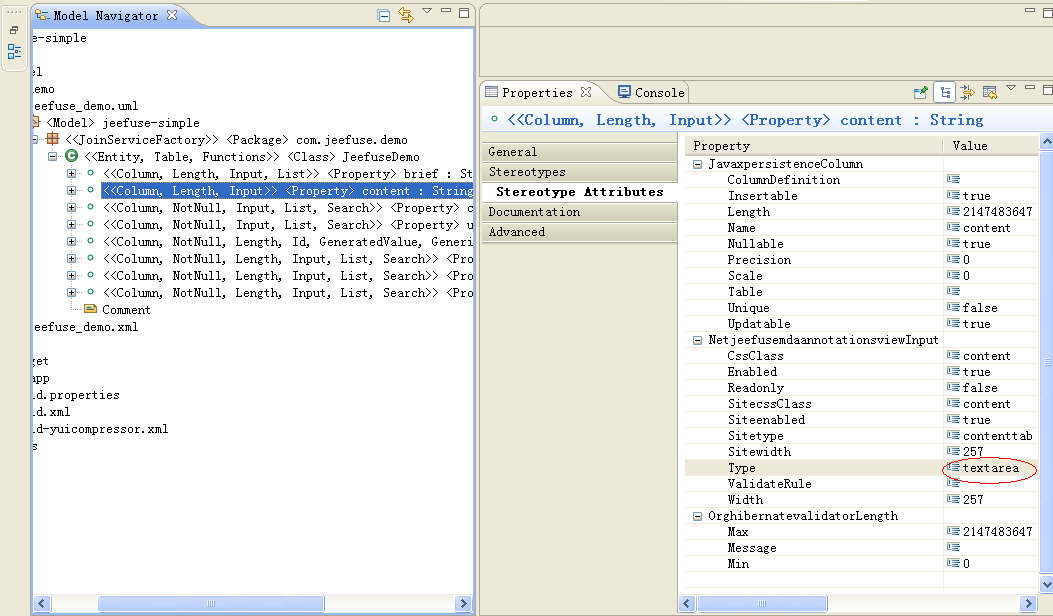 Model Navigator
e-simple
el
emo
eefuse_demo.uml
<Model> jeefuse-simple
<<JoinServiceFactory>> <Package> com.jeefuse.demo
<<Entity, Table, Functions>> <Class> JeefuseDemo
<<Column, Length, Input, List>> <Property> brief : St
<<Column, Length, Input>> <Property> content : String
<<Column, NotNull, Input, List, Search>> <Property> c
<<Column, NotNull, Input, List, Search>> <Property> u
<<Column, NotNull, Length, Id, GeneratedValue, Generi
<<Column, NotNull, Length, Input, List, Search>> <Pro
<<Column, NotNull, Length, Input, List, Search>> <Pro
<<Column, NotNull, Length, Input, List, Search>> <Pro
Comment
eefuse_demo.xml
get
app
ld.properties
ld.xml
ld-yuicompressor.xml
s
Properties Console
<<Column, Length, Input>> <Property> content : String
General
Stereotypes
Stereotype Attributes
Documentation
Advanced
Property Value
JavaxpersistenceColumn
ColumnDefinition
Insertable true
Length 2147483647
Name content
Nullable true
Precision 0
Scale 0
Table
Unique false
Updatable true
NetjeefusemdaannotationsviewInput
CssClass content
Enabled true
Readonly false
SitecssClass content
Siteenabled true
Sitetype contenttab
Sitewidth 257
Type textarea
ValidateRule
Width 257
OrghibernatevalidatorLength
Max 2147483647
Message
Min 0